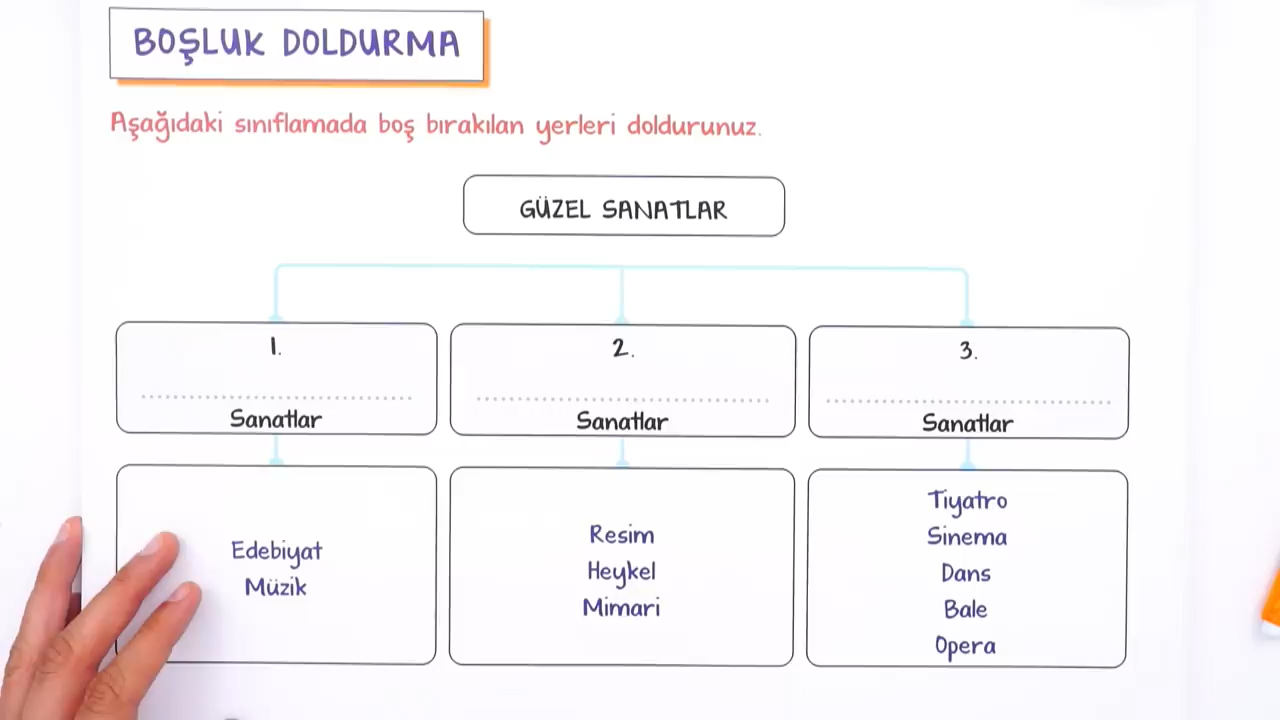 BOŞLUK DOLDURMA
Aşağıdaki sınıflamada boş bırakılan yerleri doldurunuz.
GÜZEL SANATLAR
1.
Sanatlar
2.
Sanatlar
3.
Sanatlar
Edebiyat
Müzik
Resim
Heykel
Mimari
Tiyatro
Sinema
Dans
Bale
Opera